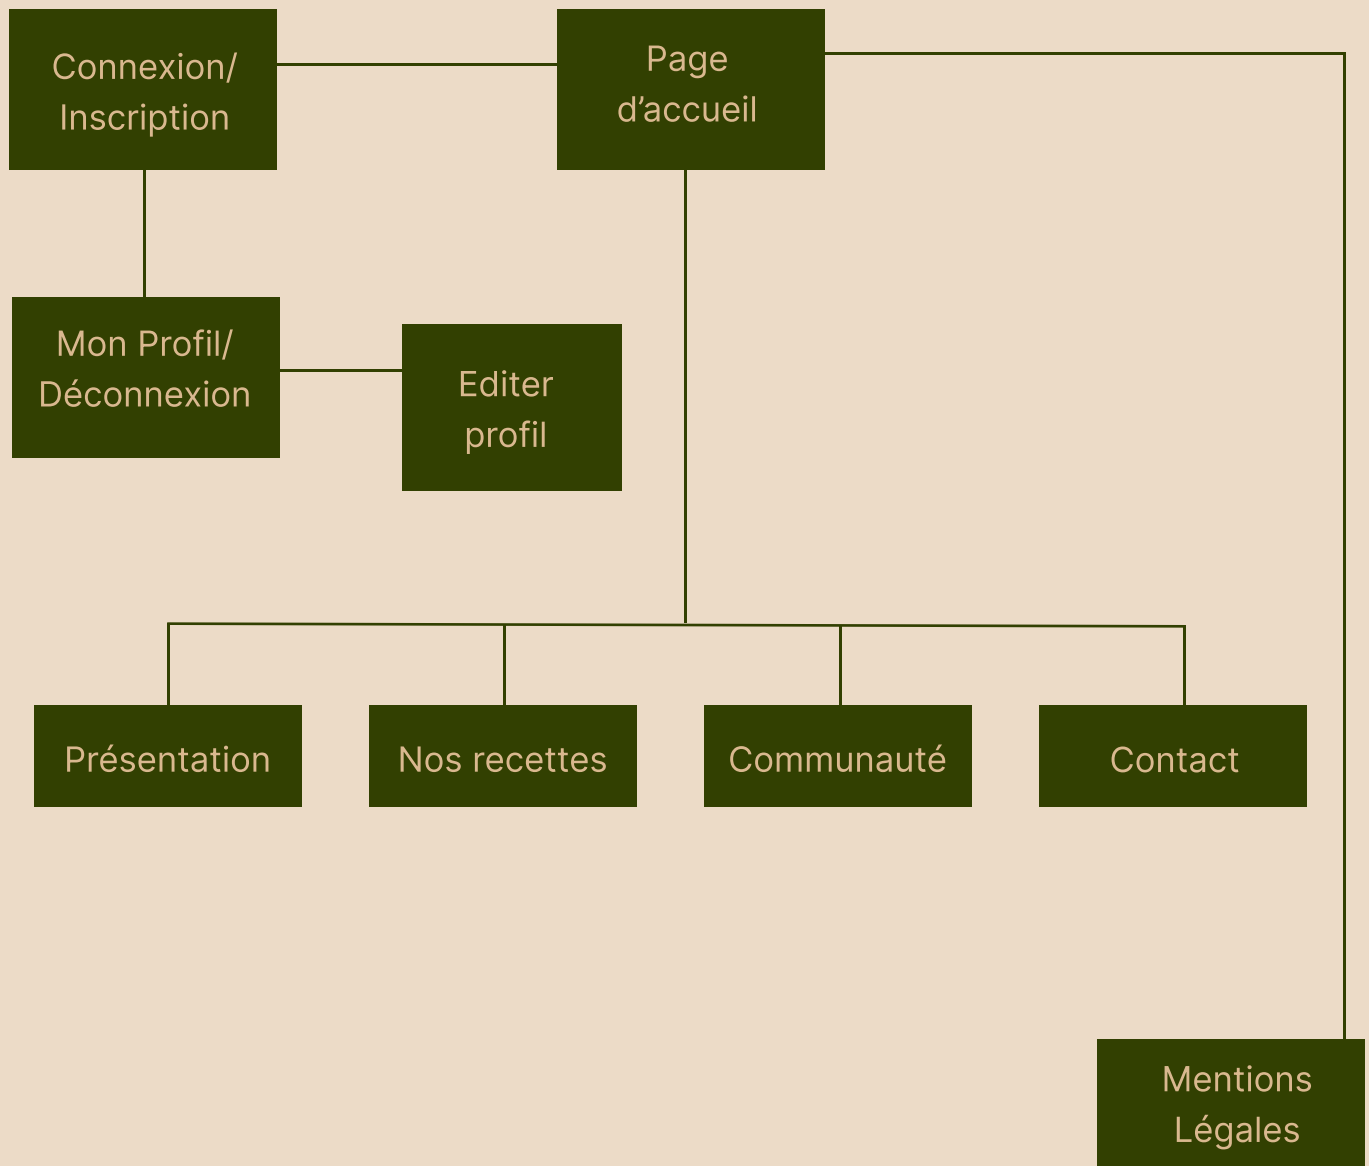 Connexion/
Inscription
Page
d’accueil
Mon Profil/
Déconnexion
Editer
profil
Présentation
Nos recettes
Communauté
Contact
Mentions
Légales